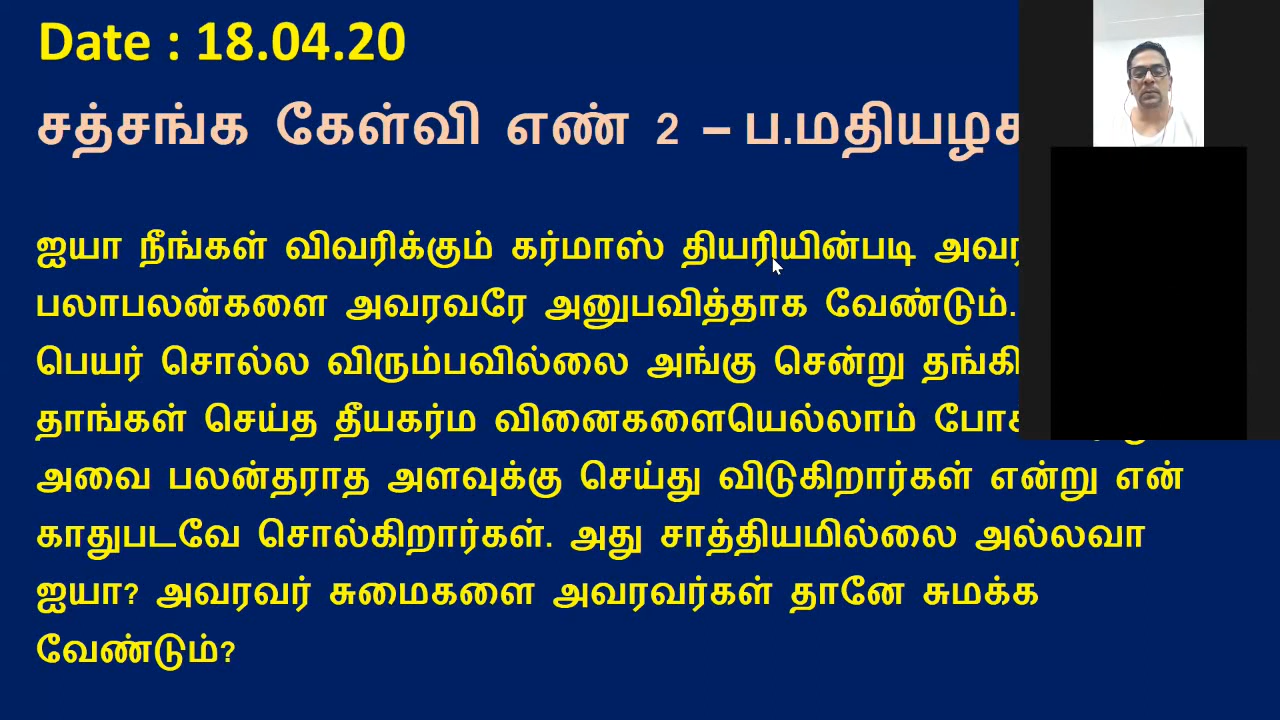 Date : 18.04.20
சத்சங்க கேள்வி எண் 2 – ப.மதியழக
ஐயா நீங்கள் விவரிக்கும் கர்மாஸ் தியரியின்படி
பலாபலன்களை அவரவரே அனுபவித்தாக வேண்டும்.
பெயர் சொல்ல விரும்பவில்லை அங்கு சென்று
தாங்கள் செய்த தீயகர்ம வினைகளையெல்லாம்
அவை பலன்தராத அளவுக்கு செய்து விடுகிறார்கள் என்று என்
காதுபடவே சொல்கிறார்கள். அது சாத்தியமில்லை அல்லவா
ஐயா? அவரவர் சுமைகளை அவரவர்கள் தானே சுமக்க
வேண்டும்?